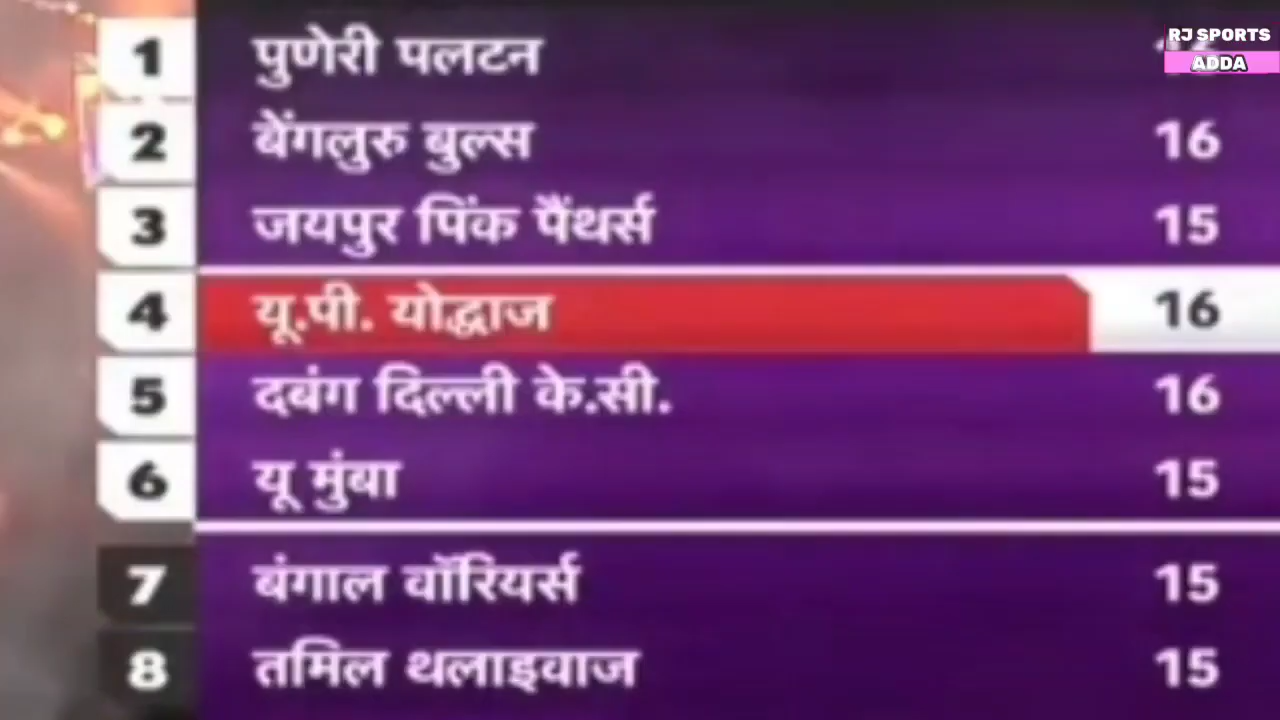 RJ SPORTS
ADDA
1 पुणेरी पलटन
2 बेंगलुरु बुल्स 16
3 जयपुर पिंक पैंथर्स 15
4 यू.पी. योद्धाज 16
5 दबंग दिल्ली के.सी. 16
6 यू मुंबा 15
7 बंगाल वॉरियर्स 15
8 तमिल थलाइवाज 15